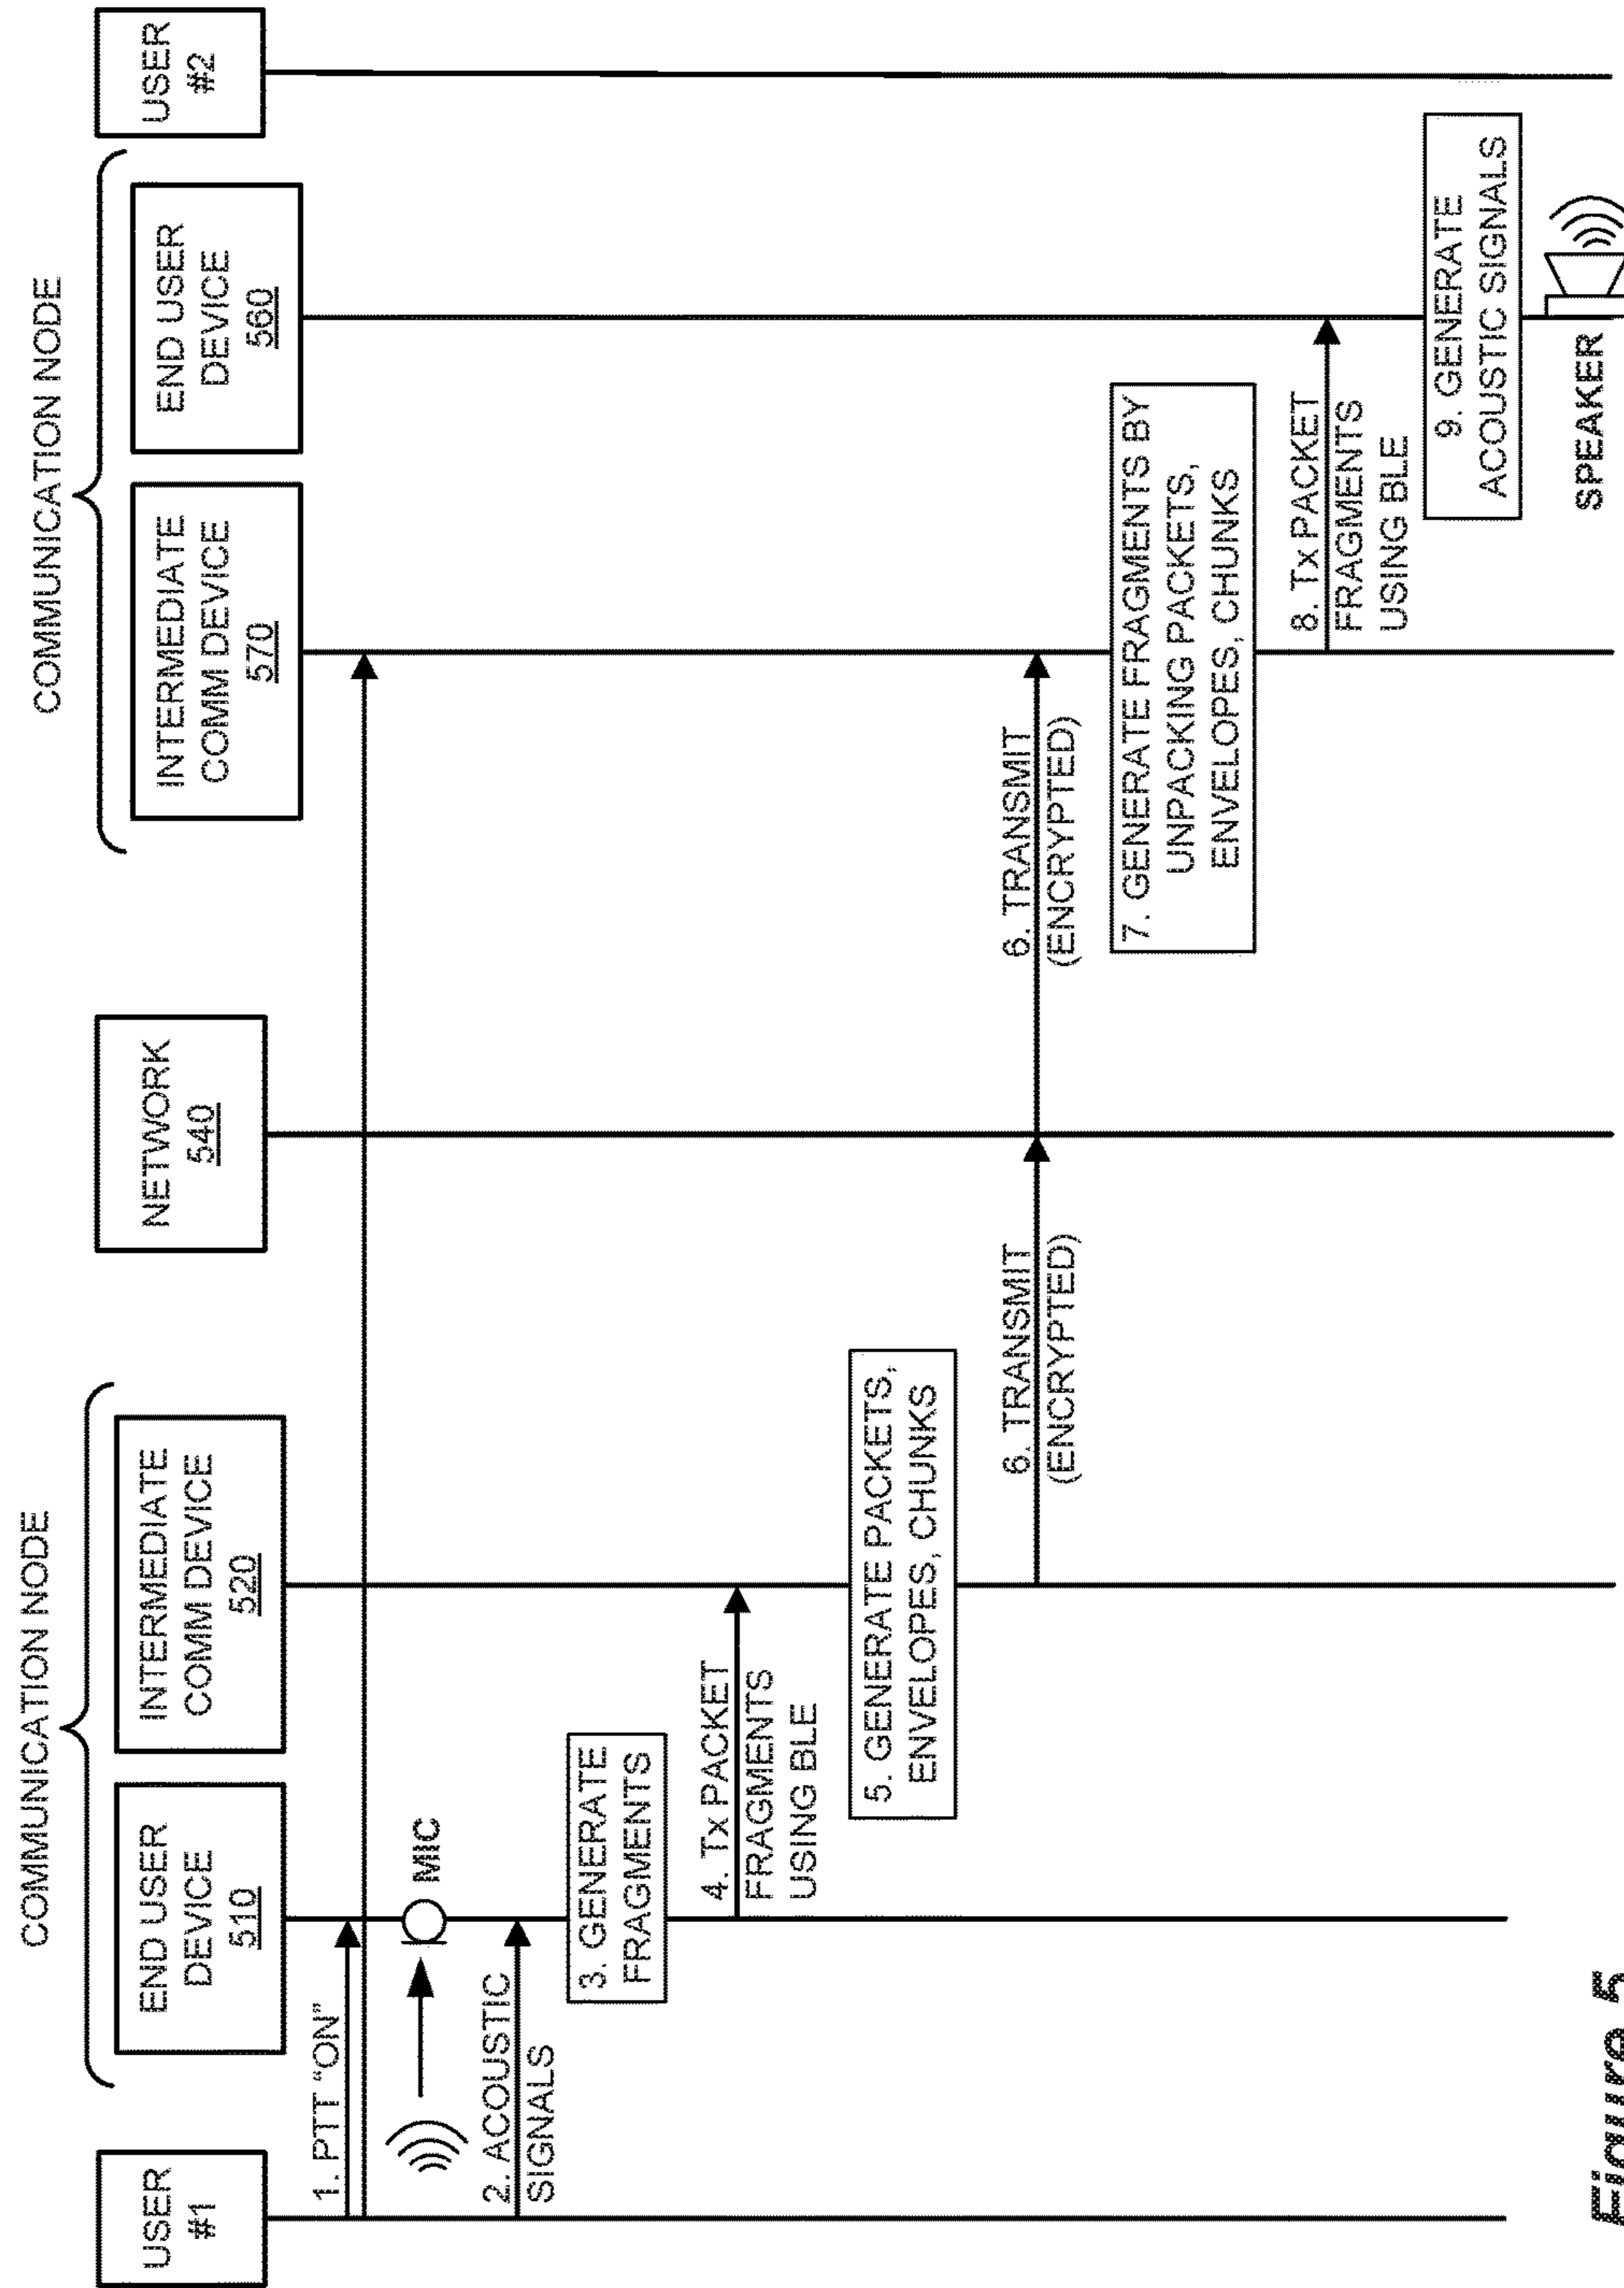 COMMUNICATION NODE
COMMUNICATION NODE
USER
#1
END USER
DEVICE
510
INTERMEDIATE
COMM DEVICE
520
NETWORK
540
INTERMEDIATE
COMM DEVICE
570
END USER
DEVICE
560
USER
#2
1. PTT “ON”
MIC
2. ACOUSTIC
SIGNALS
3. GENERATE
FRAGMENTS
4. Tx PACKET
FRAGMENTS
USING BLE
5. GENERATE PACKETS,
ENVELOPES, CHUNKS
6. TRANSMIT
(ENCRYPTED)
6. TRANSMIT
(ENCRYPTED)
7. GENERATE FRAGMENTS BY
UNPACKING PACKETS,
ENVELOPES, CHUNKS
8. Tx PACKET
FRAGMENTS
USING BLE
9. GENERATE
ACOUSTIC SIGNALS
SPEAKER
Figure 5